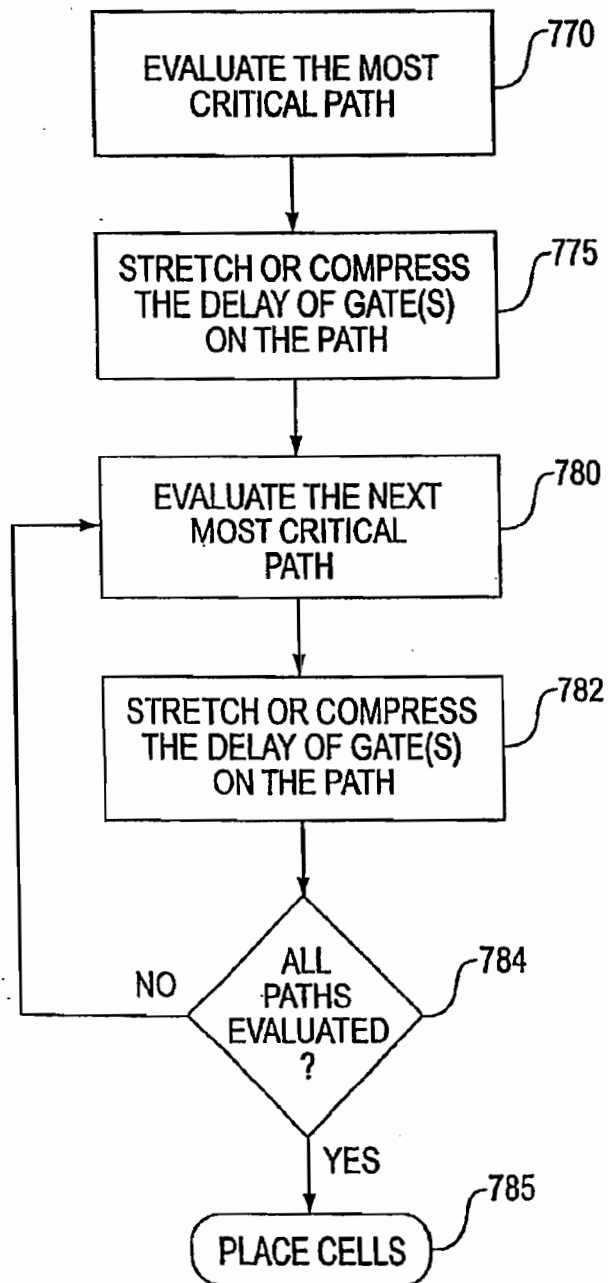 770
EVALUATE THE MOST
CRITICAL PATH
775
STRETCH OR COMPRESS
THE DELAY OF GATE(S)
ON THE PATH
780
EVALUATE THE NEXT
MOST CRITICAL
PATH
782
STRETCH OR COMPRESS
THE DELAY OF GATE(S)
ON THE PATH
784
ALL
PATHS
EVALUATED
?
NO
YES
785
PLACE CELLS